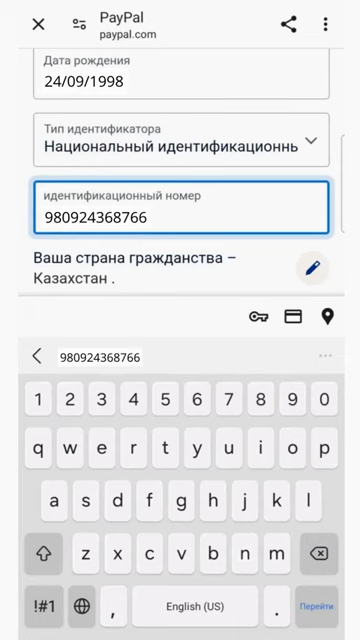 PayPal
paypal.com
Дата рождения
24/09/1998
Тип идентификатора
Национальный идентификационнь
идентификационный номер
980924368766
Ваша страна гражданства –
Казахстан .
980924368766
1 2 3 4 5 6 7 8 9 0
q w e r t y u i o p
a s d f g h j k l
z x c v b n m
!#1 , English (US) . Перейти